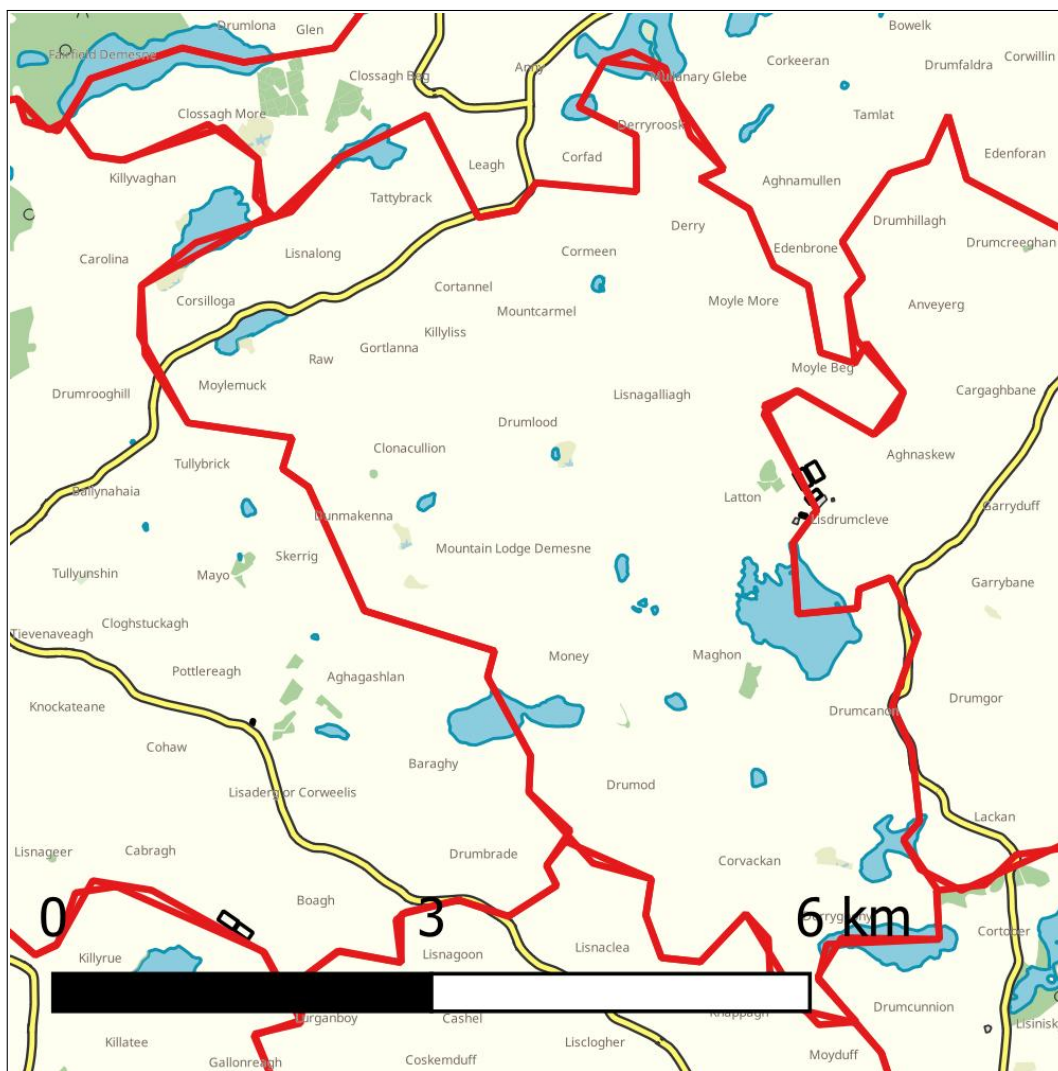 Drumlona
Glen
Bowelk
Fairfield Demesne
Corkeeran
Corwillin
Drumfaldra
Anny
Clossagh Beg
Mullanary Glebe
Clossagh More
Tamlat
Derryroosk
Edenforan
Corfad
Leagh
Killyvaghan
Aghnamullen
Tattybrack
Drumhillagh
Derry
Drumcreeghan
Edenbrone
Cormeen
Lisnalong
Carolina
Cortannel
Corsilloga
Moyle More
Anveyerg
Mountcarmel
Killyliss
Gortlanna
Raw
Moyle Beg
Moylemuck
Cargaghbane
Drumrooghill
Lisnagalliagh
Drumlood
Clonacullion
Aghnaskew
Tullybrick
Ballynahaia
Latton
Garryduff
Dunmakenna
Lisdrumcleve
Mountain Lodge Demesne
Skerrig
Tullyunshin
Mayo
Garrybane
Cloghstuckagh
Tievenaveagh
Money
Maghon
Pottlereagh
Aghagashlan
Drumgor
Knockateane
Drumcanon
Cohaw
Baraghy
Drumod
Lisaderg or Corweelis
Lackan
Lisnageer
Cabragh
Drumbrade
Corvackan
Boagh
0
3
6 km
Cortober
Lisnaclea
Lisnagoon
Killyrue
Drumcunnion
Knappagh
Lurganboy
Cashel
Lisinisk
Killatee
Lisclogher
Moyduff
Gallonreagh
Coskemduff